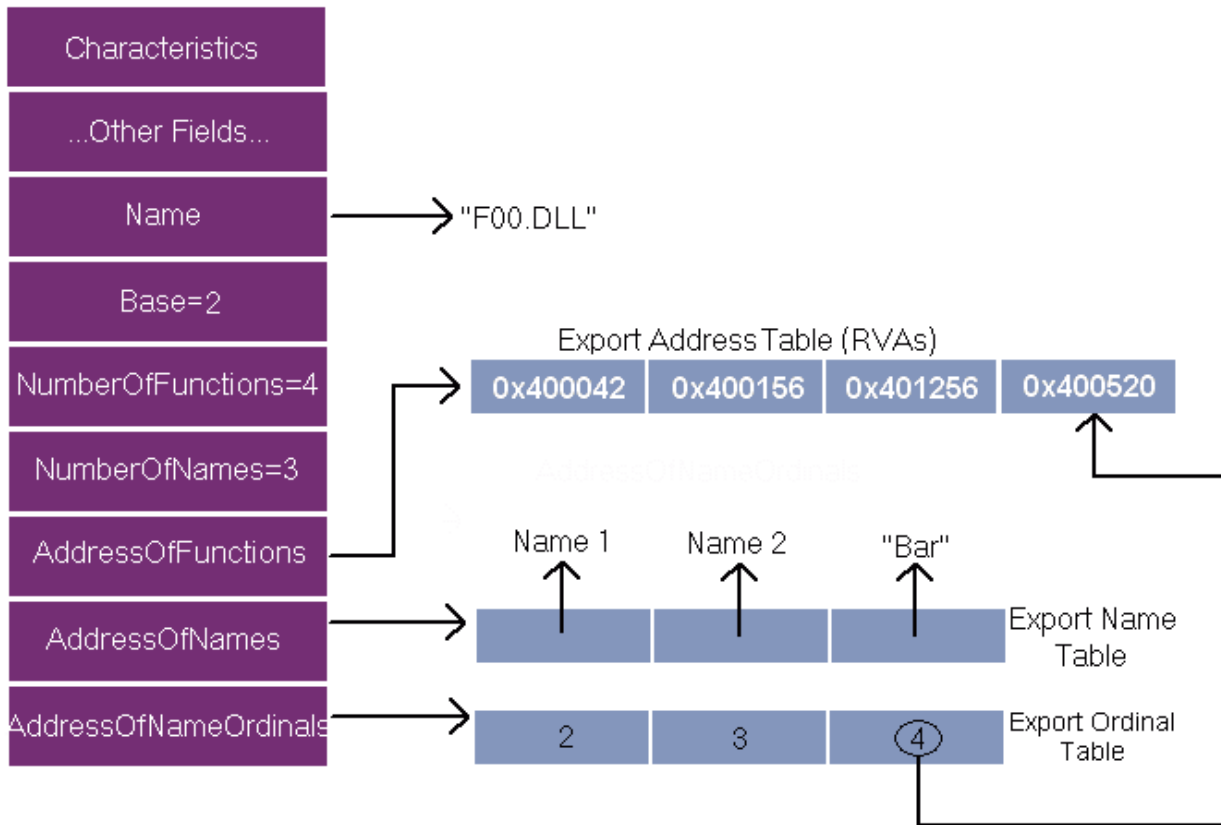 Characteristics
...Other Fields...
Name
"F00.DLL"
Base=2
Export Address Table (RVAs)
NumberOfFunctions=4
0x400042 0x400156 0x401256 0x400520
NumberOfNames=3
AddressOfNameOrdinals
AddressOfFunctions
Name 1 Name 2 "Bar"
AddressOfNames
Export Name
Table
AddressOfNameOrdinals
2 3 4
Export Ordinal
Table